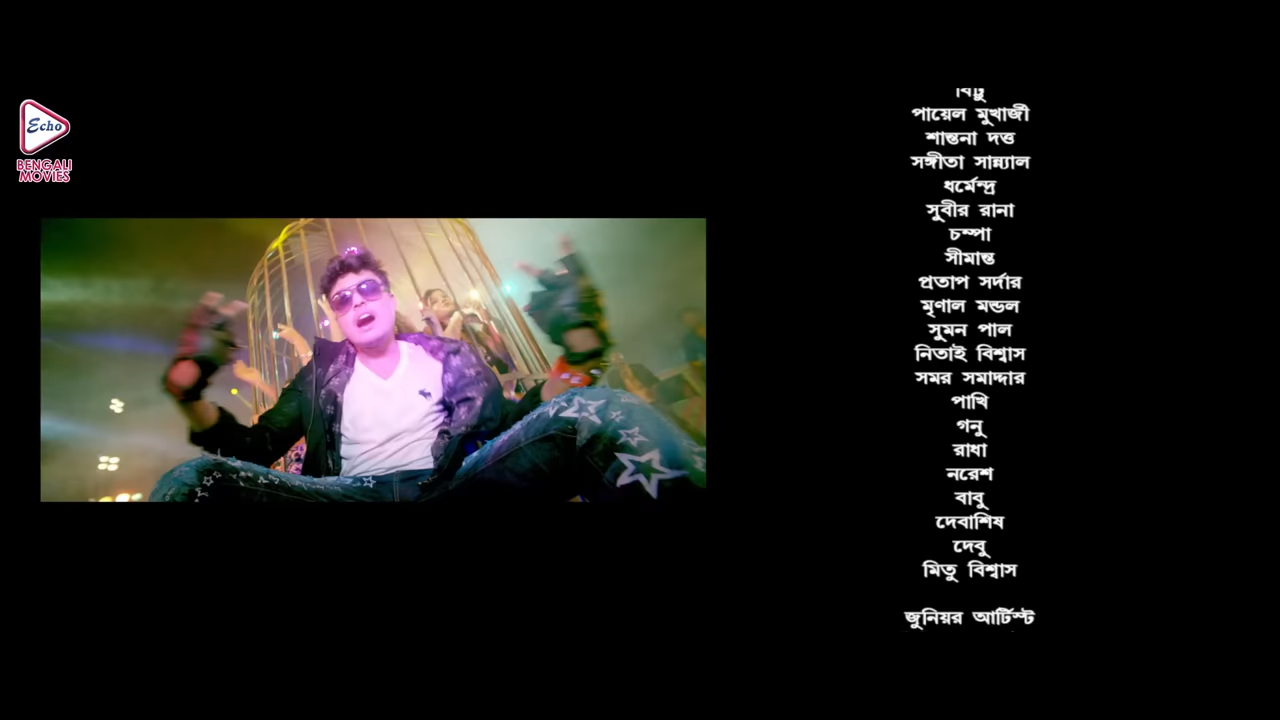 Echo
BENGALI
MOVIES
পায়েল মুখার্জী
শান্তনা দত্ত
সঙ্গীতা সান্ন্যাল
ধর্মেন্দ্র
সুবীর রানা
চম্পা
সীমান্ত
প্রতাপ সর্দার
মৃণাল মন্ডল
সুমন পাল
নিতাই বিশ্বাস
সমর সমাদ্দার
পাখি
গনু
রাধা
নরেশ
বাবু
দেবাশিষ
দেবু
মিতু বিশ্বাস
জুনিয়র আর্টিস্ট